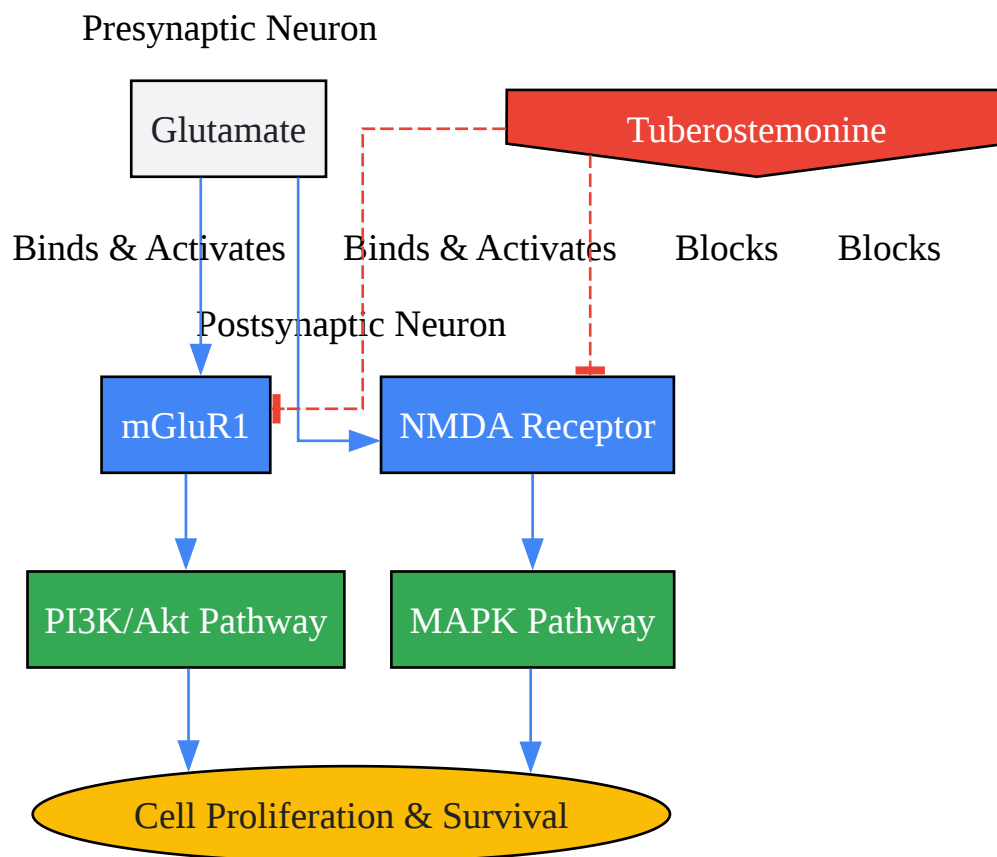 Presynaptic Neuron
Glutamate
Tuberostemonine
Binds & Activates
Binds & Activates
Blocks
Blocks
Postsynaptic Neuron
mGluR1
NMDA Receptor
PI3K/Akt Pathway
MAPK Pathway
Cell Proliferation & Survival